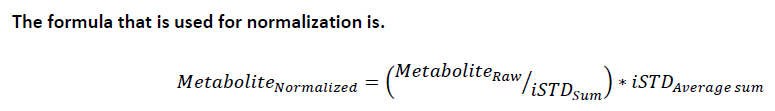 The formula that is used for normalization is.
Metabolite_Normalized = (Metabolite_Raw / iSTD_Sum) * iSTD_Average sum